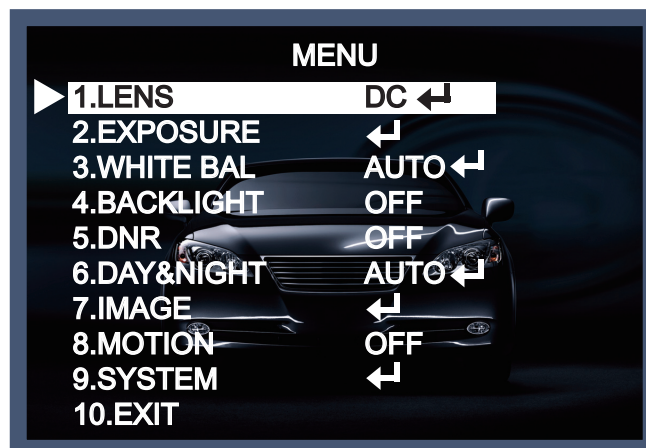 MENU
1.LENS DC ↵
2.EXPOSURE ↵
3.WHITE BAL AUTO ↵
4.BACKLIGHT OFF
5.DNR OFF
6.DAY&NIGHT AUTO ↵
7.IMAGE ↵
8.MOTION OFF
9.SYSTEM ↵
10.EXIT